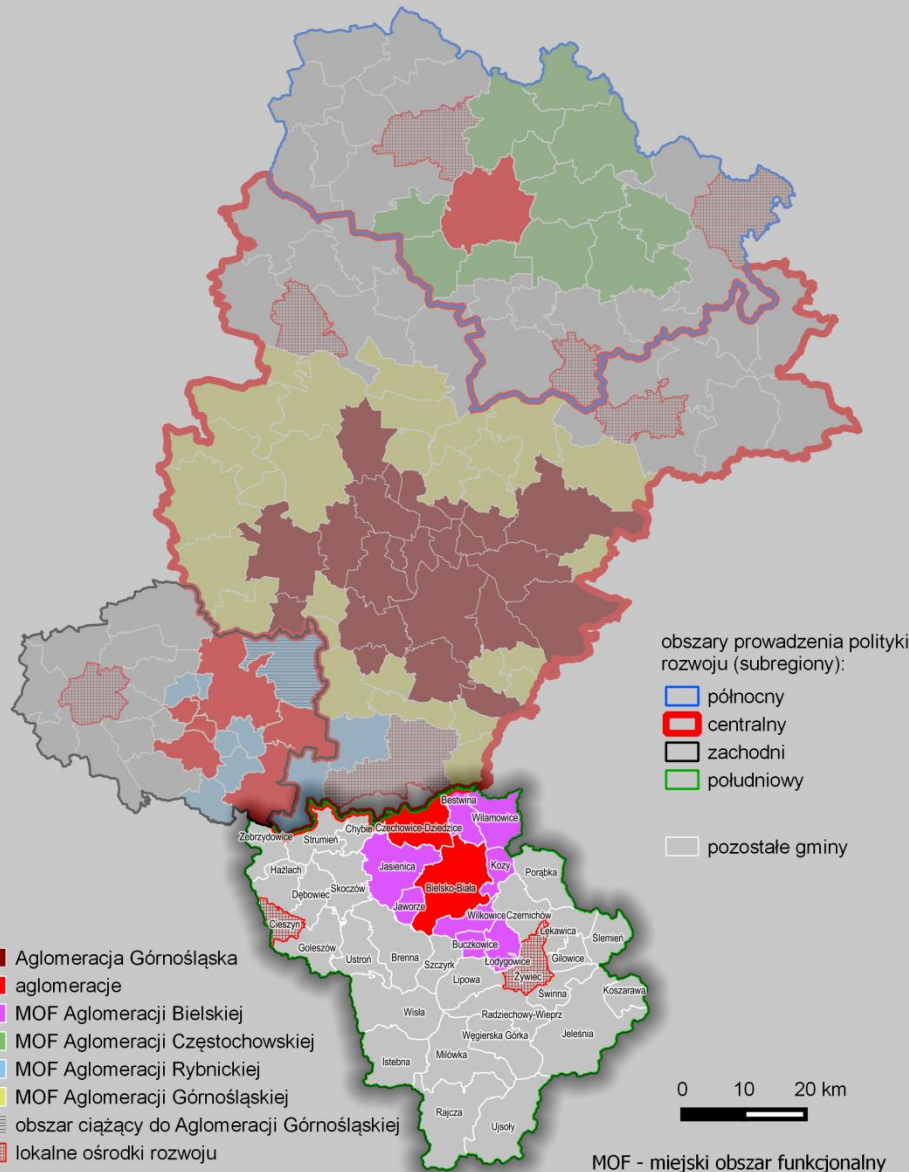 obszary prowadzenia polityki
rozwoju (subregiony):
północny
centralny
zachodni
południowy
pozostałe gminy
Bestwina
Wilamowice
Czechowice-Dziedzice
Chybie
Strumień
Zebrzydowice
Hażlach
Jasienica
Kozy
Porąbka
Bielsko-Biała
Skoczów
Dębowiec
Jaworze
Cieszyn
Wilkowice
Czernichów
Łękawica
Ślemień
Goleszów
Ustroń
Brenna
Szczyrk
Buczkowice
Łodygowice
Gilowice
Lipowa
Żywiec
Świnna
Koszarawa
Wisła
Radziechowy-Wieprz
Węgierska Górka
Jeleśnia
Istebna
Milówka
Rajcza
Ujsoły
Aglomeracja Górnośląska
aglomeracje
MOF Aglomeracji Bielskiej
MOF Aglomeracji Częstochowskiej
MOF Aglomeracji Rybnickiej
MOF Aglomeracji Górnośląskiej
obszar ciążący do Aglomeracji Górnośląskiej
lokalne ośrodki rozwoju
0 10 20 km
MOF - miejski obszar funkcjonalny